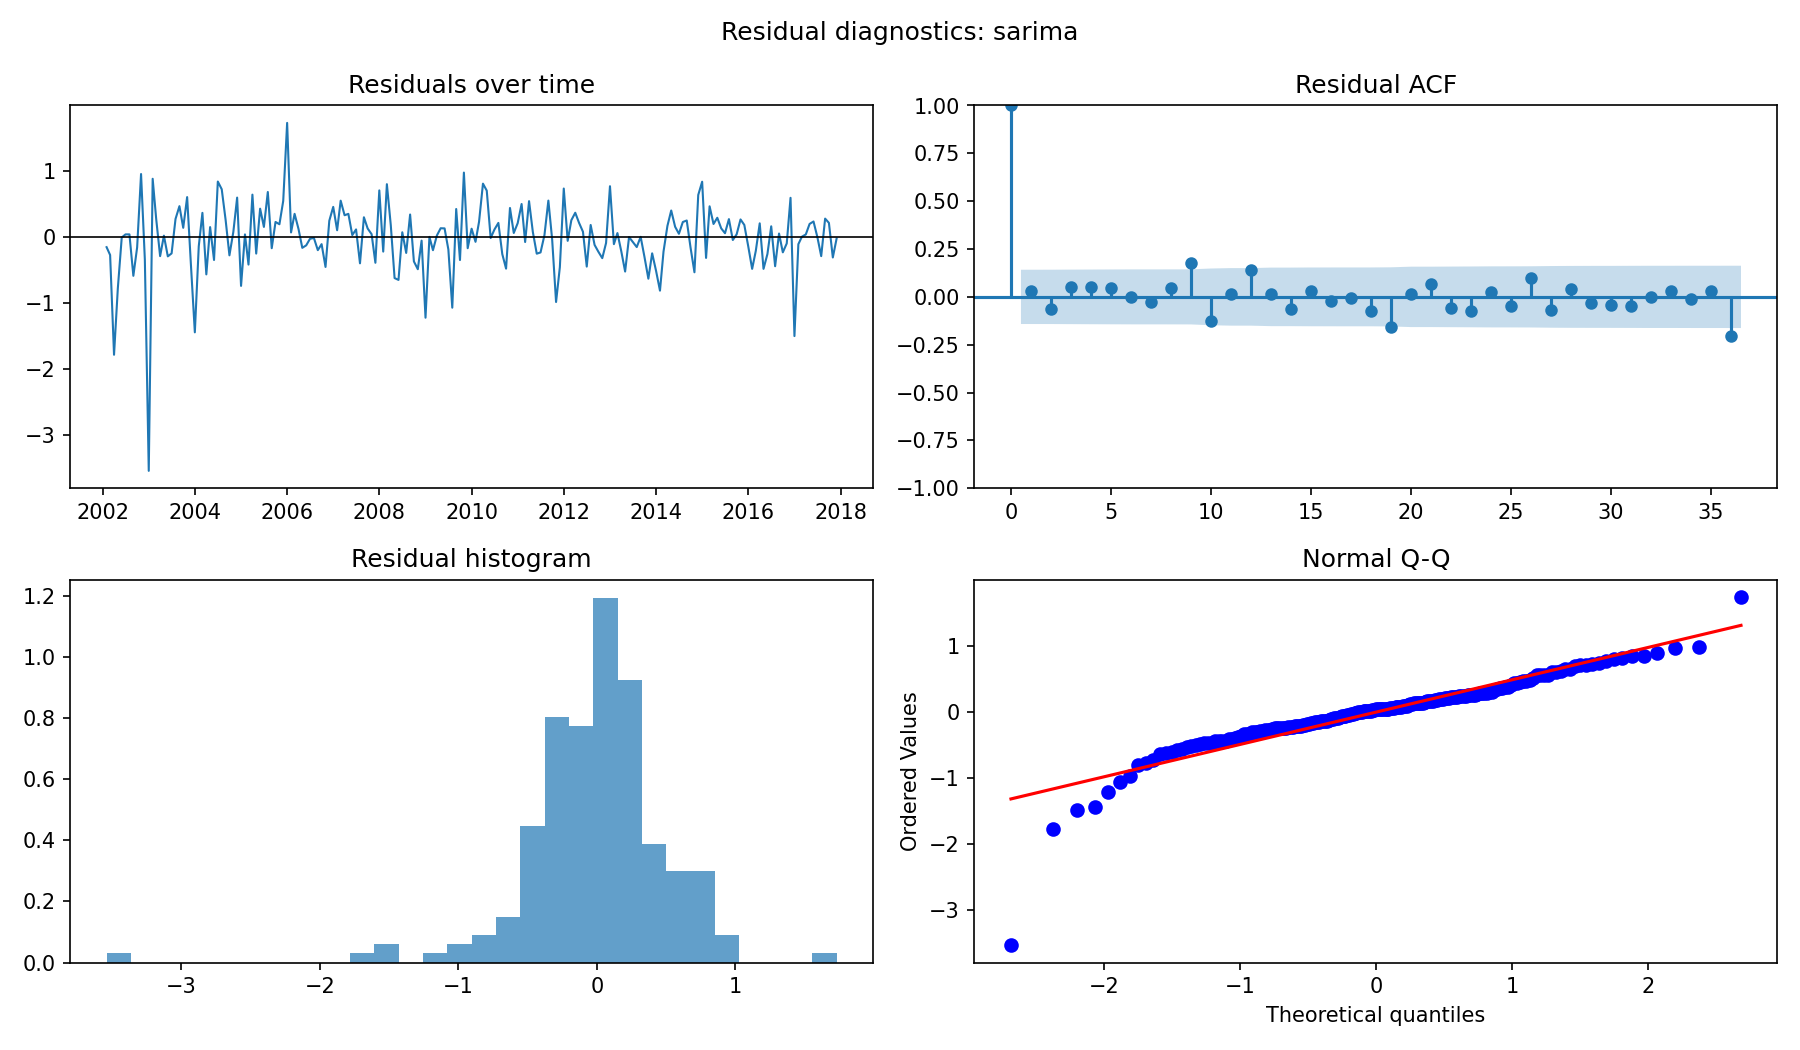 Residual diagnostics: sarima
Residuals over time
1
0
−1
−2
−3
2002 2004 2006 2008 2010 2012 2014 2016 2018
Residual ACF
1.00
0.75
0.50
0.25
0.00
−0.25
−0.50
−0.75
−1.00
0 5 10 15 20 25 30 35
Residual histogram
1.2
1.0
0.8
0.6
0.4
0.2
0.0
−3 −2 −1 0 1
Normal Q-Q
Ordered Values
1
0
−1
−2
−3
−2 −1 0 1 2
Theoretical quantiles